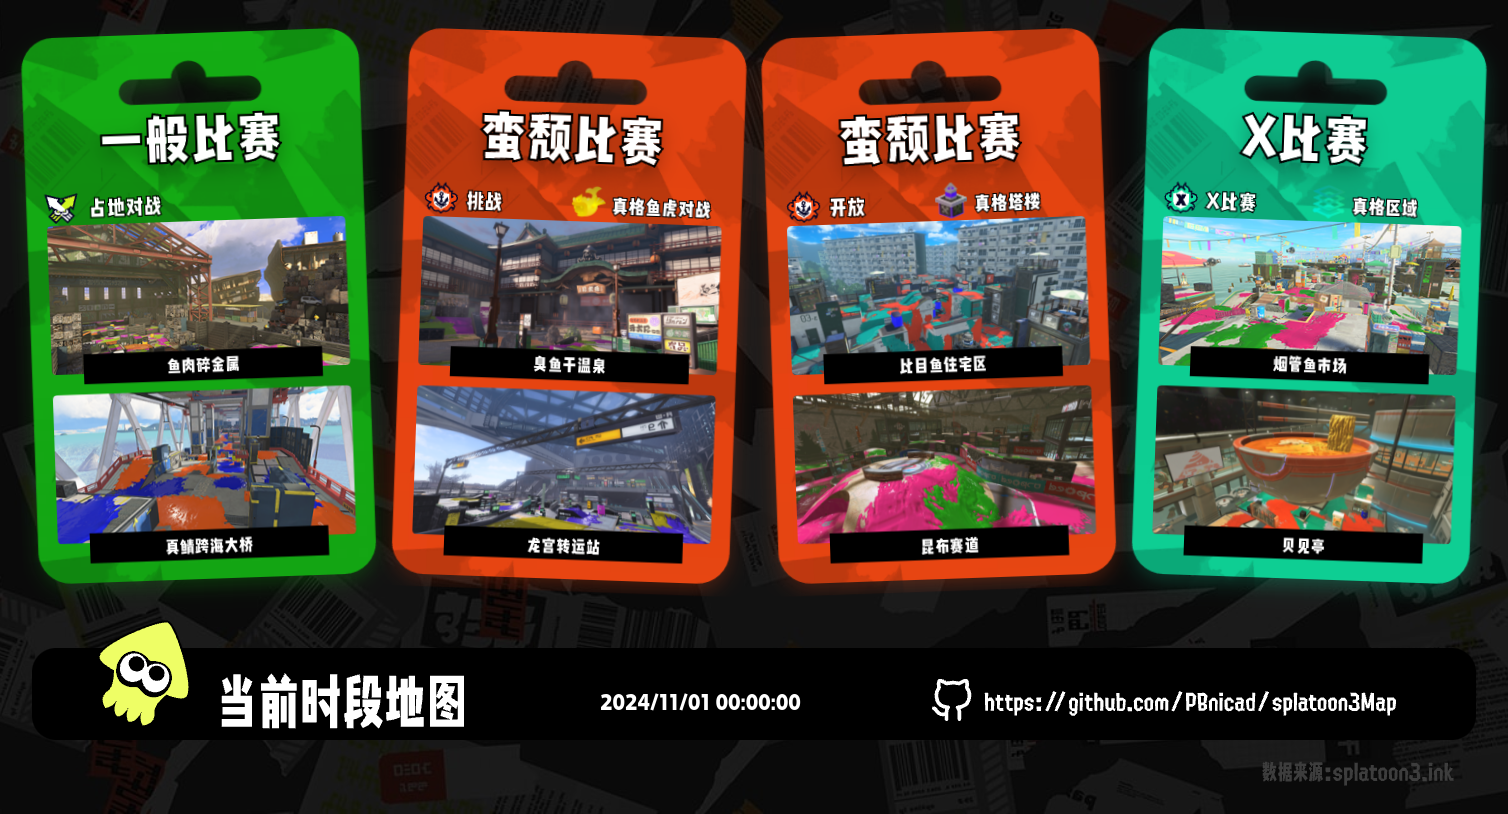 一般比赛
占地对战
鱼肉碎金属
真鲭跨海大桥
蛮颓比赛
挑战
真格鱼虎对战
臭鱼干温泉
龙宫转运站
蛮颓比赛
开放
真格塔楼
比目鱼住宅区
昆布赛道
X比赛
X比赛
真格区域
烟管鱼市场
贝见亭
当前时段地图
2024/11/01 00:00:00
https://github.com/PBnicad/splatoon3Map
数据来源:splatoon3.ink